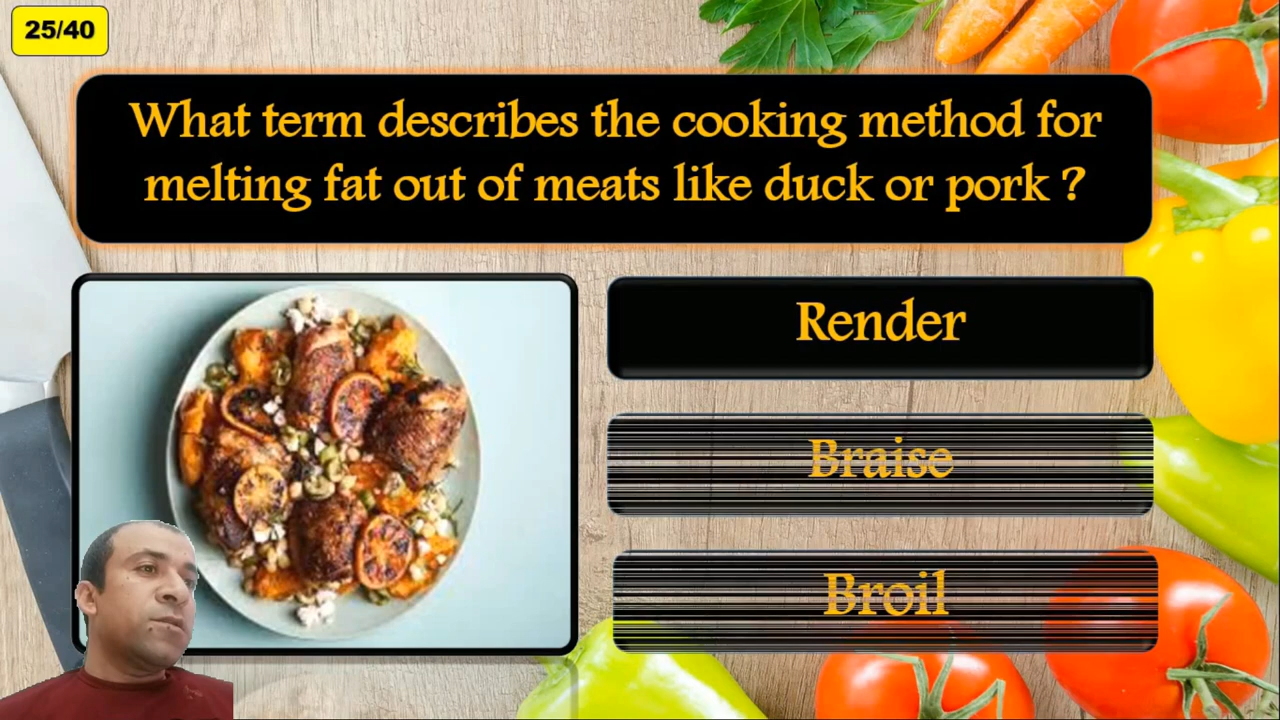 25/40
What term describes the cooking method for
melting fat out of meats like duck or pork ?
Render
Braise
Broil